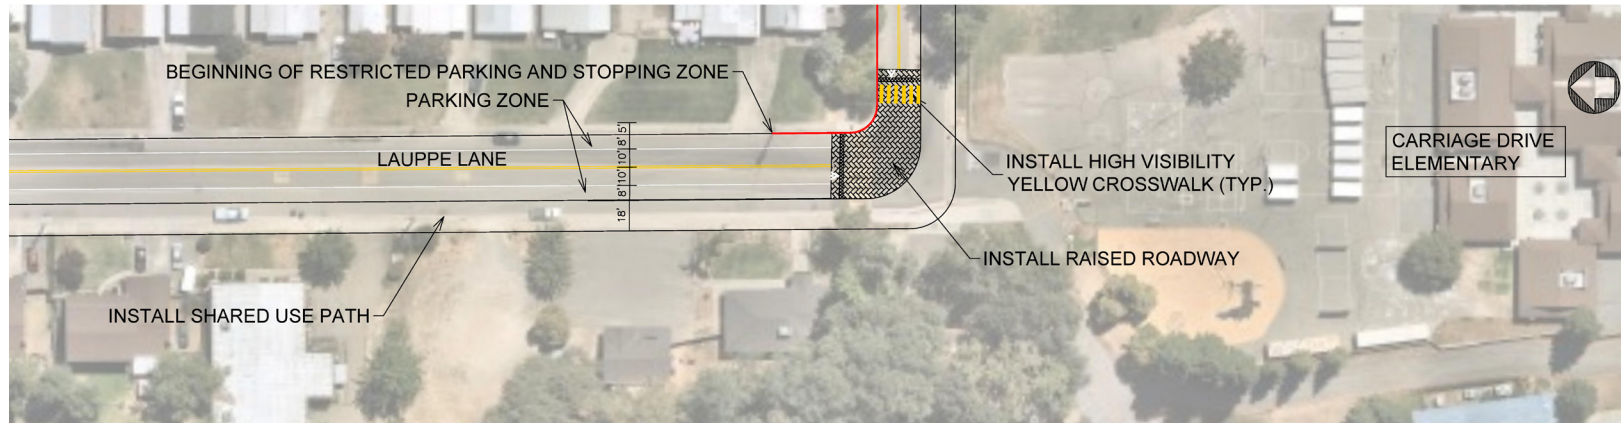 BEGINNING OF RESTRICTED PARKING AND STOPPING ZONE
PARKING ZONE
LAUPPE LANE
5'
8'
10'
10'
8'
18'
INSTALL HIGH VISIBILITY
YELLOW CROSSWALK (TYP.)
CARRIAGE DRIVE
ELEMENTARY
INSTALL RAISED ROADWAY
INSTALL SHARED USE PATH